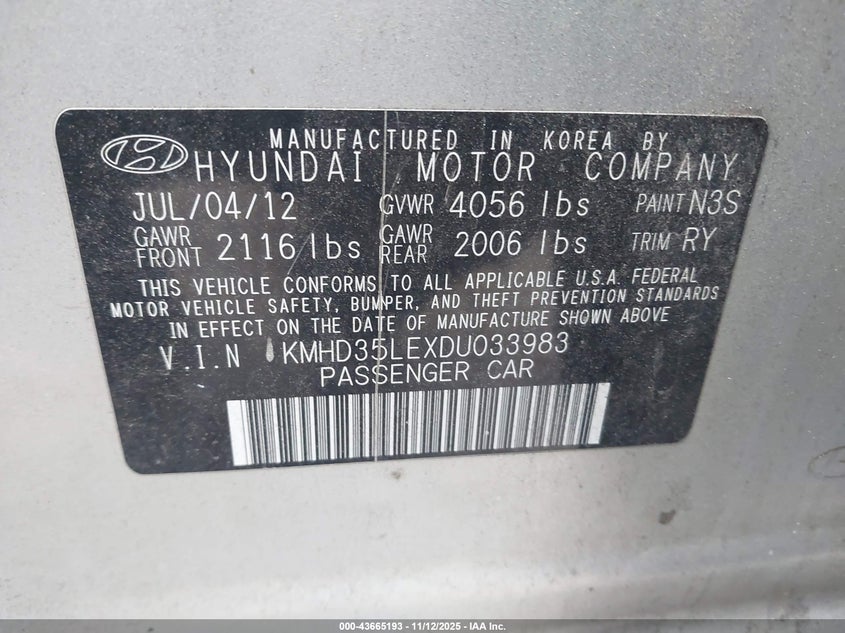 MANUFACTURED IN KOREA BY
HYUNDAI MOTOR COMPANY
JUL/04/12 GVWR 4056 lbs PAINT N3S
GAWR FRONT 2116 lbs GAWR REAR 2006 lbs TRIM RY
THIS VEHICLE CONFORMS TO ALL APPLICABLE U.S.A. FEDERAL
MOTOR VEHICLE SAFETY, BUMPER, AND THEFT PREVENTION STANDARDS
IN EFFECT ON THE DATE OF MANUFACTURE SHOWN ABOVE
V.I.N KMHD35LEXDU033983
PASSENGER CAR
000-43665193 - 11/12/2025 - IAA Inc.